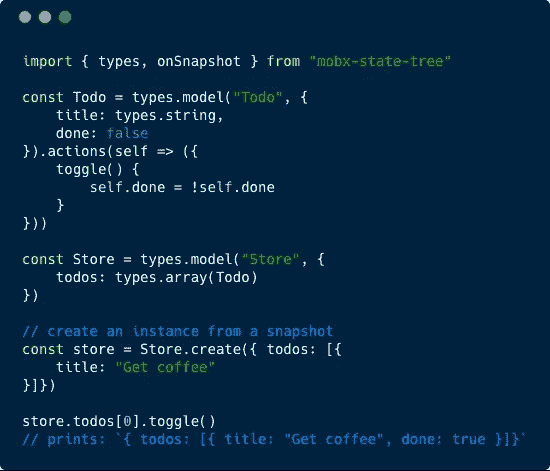 import { types, onSnapshot } from "mobx-state-tree"
const Todo = types.model("Todo", {
title: types.string,
done: false
}).actions(self => ({
toggle() {
self.done = !self.done
}
}))
const Store = types.model("Store", {
todos: types.array(Todo)
})
// create an instance from a snapshot
const store = Store.create({ todos: [{
title: "Get coffee"
}]})
store.todos[0].toggle()
// prints: `{ todos: [{ title: "Get coffee", done: true }]}`